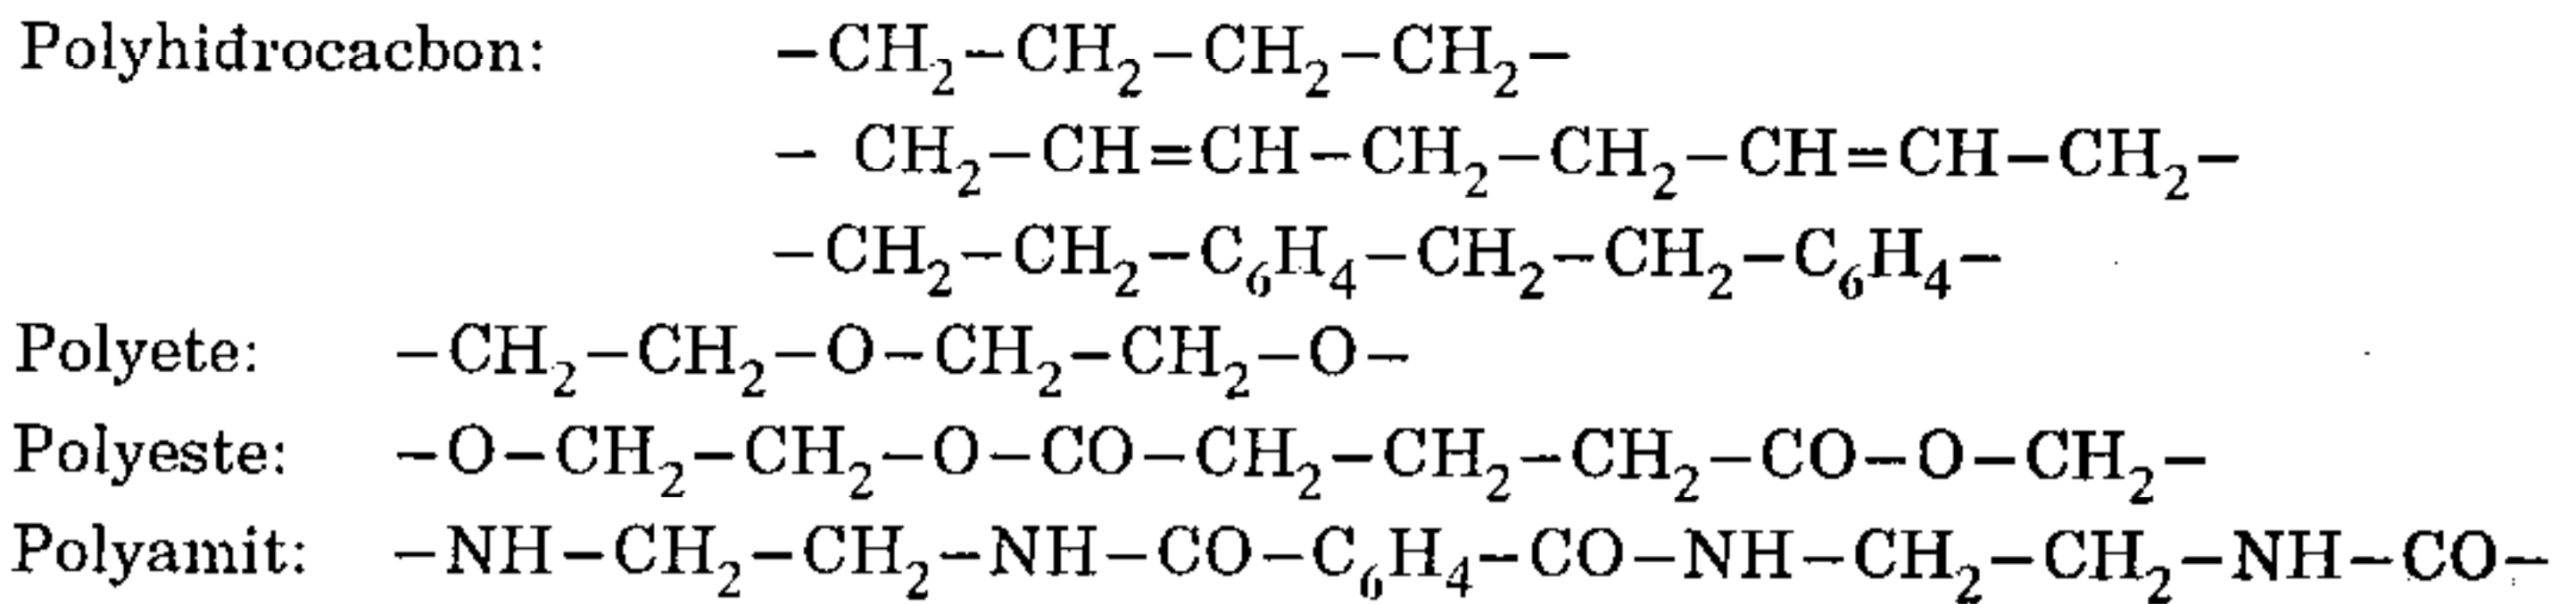 Polyhiđrocacbon: –CH₂–CH₂–CH₂–CH₂–
– CH₂–CH=CH–CH₂–CH₂–CH=CH–CH₂–
–CH₂–CH₂–C₆H₄–CH₂–CH₂–C₆H₄–
Polyete: –CH₂–CH₂–O–CH₂–CH₂–O–
Polyeste: –O–CH₂–CH₂–O–CO–CH₂–CH₂–CH₂–CO–O–CH₂–
Polyamit: –NH–CH₂–CH₂–NH–CO–C₆H₄–CO–NH–CH₂–CH₂–NH–CO–